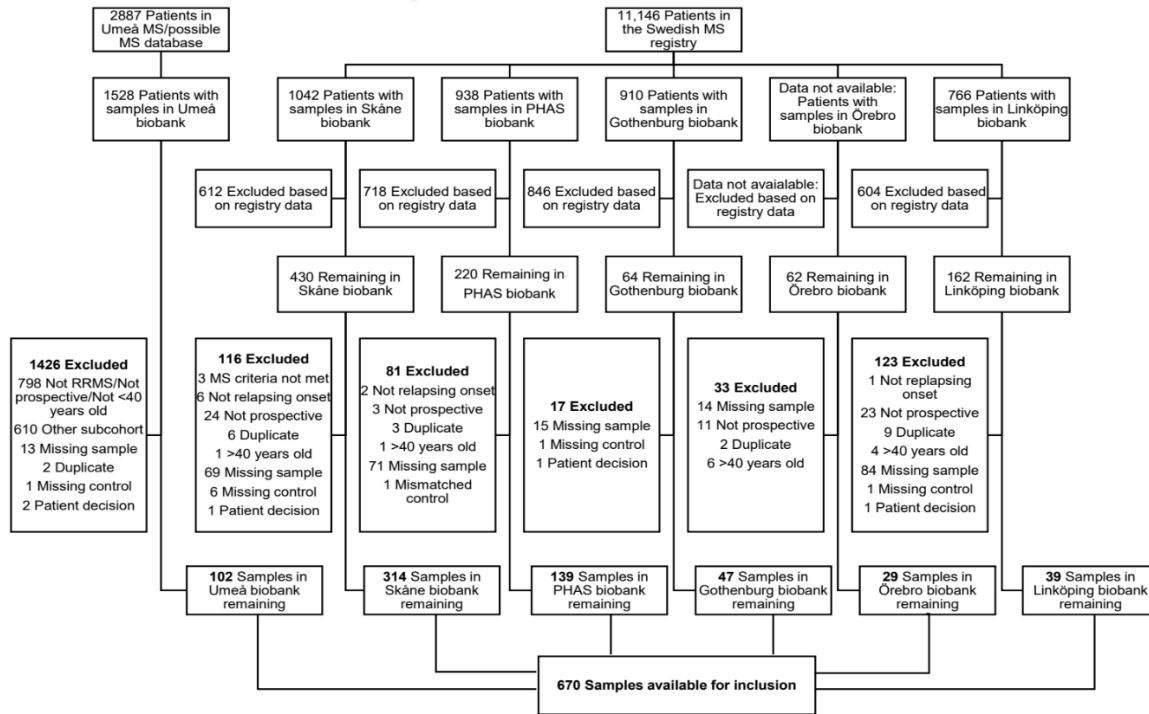 2887 Patients in
Umeå MS/possible
MS database
11,146 Patients in
the Swedish MS
registry
1528 Patients with
samples in Umeå
biobank
1042 Patients with
samples in Skåne
biobank
938 Patients with
samples in PHAS
biobank
910 Patients with
samples in
Gothenburg biobank
Data not available:
Patients with
samples in Örebro
biobank
766 Patients with
samples in Linköping
biobank
612 Excluded based
on registry data
718 Excluded based
on registry data
846 Excluded based
on registry data
Data not avaialable:
Excluded based on
registry data
604 Excluded based
on registry data
430 Remaining in
Skåne biobank
220 Remaining in
PHAS biobank
64 Remaining in
Gothenburg biobank
62 Remaining in
Örebro biobank
162 Remaining in
Linköping biobank
1426 Excluded
798 Not RRMS/Not
prospective/Not <40
years old
610 Other subcohort
13 Missing sample
2 Duplicate
1 Missing control
2 Patient decision
116 Excluded
3 MS criteria not met
6 Not relapsing onset
24 Not prospective
6 Duplicate
1 >40 years old
69 Missing sample
6 Missing control
1 Patient decision
81 Excluded
2 Not relapsing onset
3 Not prospective
3 Duplicate
1 >40 years old
71 Missing sample
1 Mismatched
control
17 Excluded
15 Missing sample
1 Missing control
1 Patient decision
33 Excluded
14 Missing sample
11 Not prospective
2 Duplicate
6 >40 years old
123 Excluded
1 Not replapsing
onset
23 Not prospective
9 Duplicate
4 >40 years old
84 Missing sample
1 Missing control
1 Patient decision
102 Samples in
Umeå biobank
remaining
314 Samples in
Skåne biobank
remaining
139 Samples in
PHAS biobank
remaining
47 Samples in
Gothenburg biobank
remaining
29 Samples in
Örebro biobank
remaining
39 Samples in
Linköping biobank
remaining
670 Samples available for inclusion